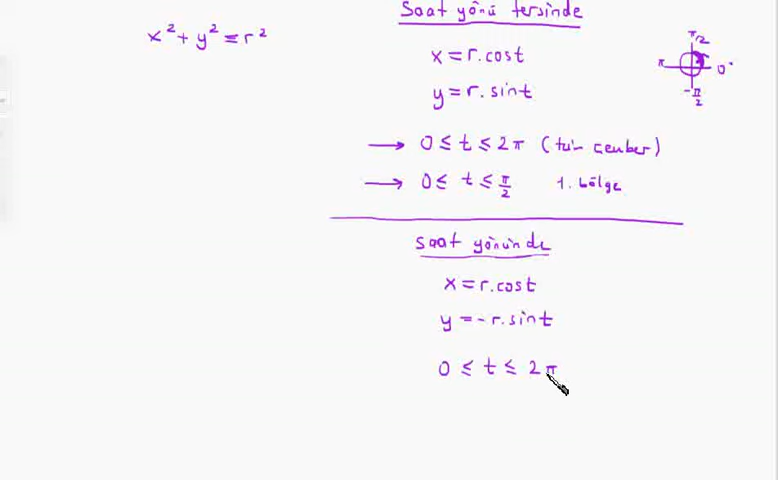 x² + y² = r²
Saat yönü tersinde
x = r.cost
y = r.sint
π/2
π
0°
-π/2
→ 0 ≤ t ≤ 2π (tüm çember)
→ 0 ≤ t ≤ π/2 1. bölge
Saat yönünde
x = r.cost
y = -r.sint
0 ≤ t ≤ 2π